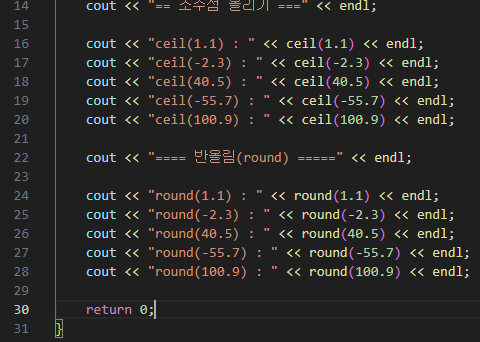 14 cout << "== 소수점 올리기 ===" << endl;
15
16 cout << "ceil(1.1) : " << ceil(1.1) << endl;
17 cout << "ceil(-2.3) : " << ceil(-2.3) << endl;
18 cout << "ceil(40.5) : " << ceil(40.5) << endl;
19 cout << "ceil(-55.7) : " << ceil(-55.7) << endl;
20 cout << "ceil(100.9) : " << ceil(100.9) << endl;
21
22 cout << "==== 반올림(round) =====" << endl;
23
24 cout << "round(1.1) : " << round(1.1) << endl;
25 cout << "round(-2.3) : " << round(-2.3) << endl;
26 cout << "round(40.5) : " << round(40.5) << endl;
27 cout << "round(-55.7) : " << round(-55.7) << endl;
28 cout << "round(100.9) : " << round(100.9) << endl;
29
30 return 0;
31 }